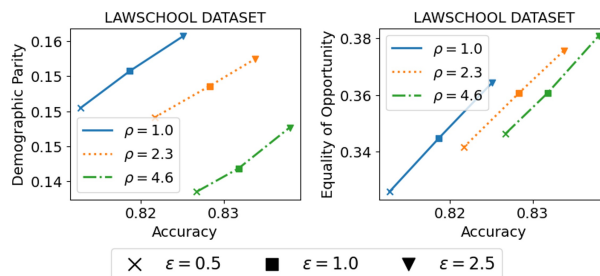 LAWSCHOOL DATASET
Demographic Parity
0.16
0.15
0.15
0.14
ρ = 1.0
ρ = 2.3
ρ = 4.6
0.82
0.83
Accuracy
LAWSCHOOL DATASET
Equality of Opportunity
0.38
0.36
0.34
ρ = 1.0
ρ = 2.3
ρ = 4.6
0.82
0.83
Accuracy
ε = 0.5
ε = 1.0
ε = 2.5